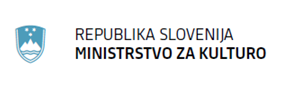 REPUBLIKA SLOVENIJA
MINISTRSTVO ZA KULTURO